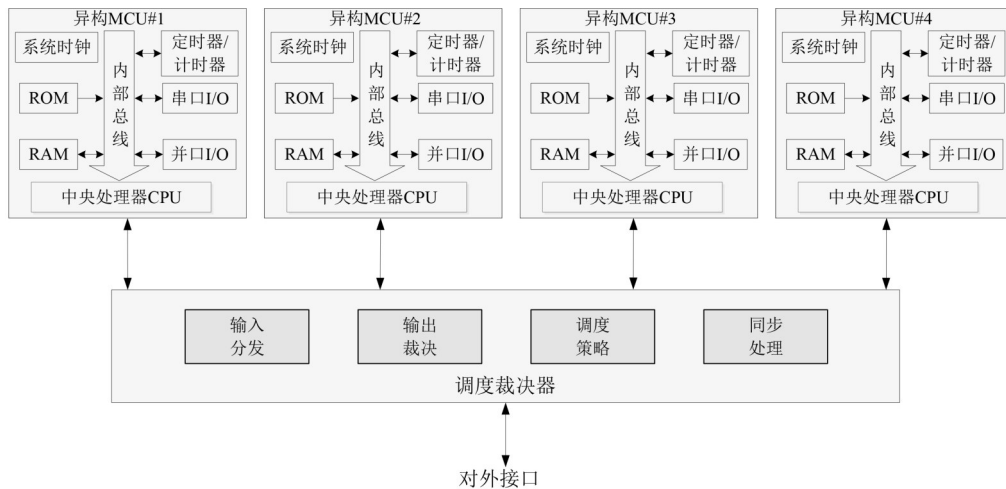 异构MCU#1
系统时钟
定时器/
计时器
内部总线
ROM
串口I/O
RAM
并口I/O
中央处理器CPU
异构MCU#2
系统时钟
定时器/
计时器
内部总线
ROM
串口I/O
RAM
并口I/O
中央处理器CPU
异构MCU#3
系统时钟
定时器/
计时器
内部总线
ROM
串口I/O
RAM
并口I/O
中央处理器CPU
异构MCU#4
系统时钟
定时器/
计时器
内部总线
ROM
串口I/O
RAM
并口I/O
中央处理器CPU
输入
分发
输出
裁决
调度
策略
同步
处理
调度裁决器
对外接口